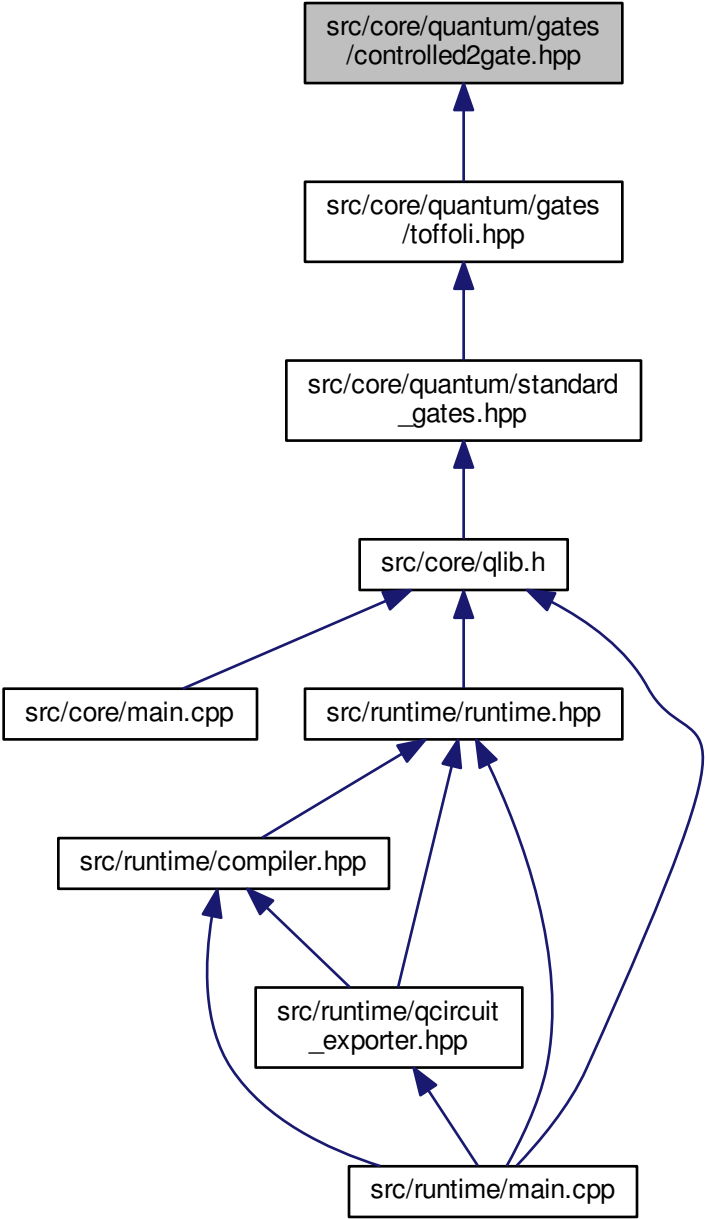 src/core/quantum/gates
/controlled2gate.hpp
src/core/quantum/gates
/toffoli.hpp
src/core/quantum/standard
_gates.hpp
src/core/qlib.h
src/core/main.cpp
src/runtime/runtime.hpp
src/runtime/compiler.hpp
src/runtime/qcircuit
_exporter.hpp
src/runtime/main.cpp